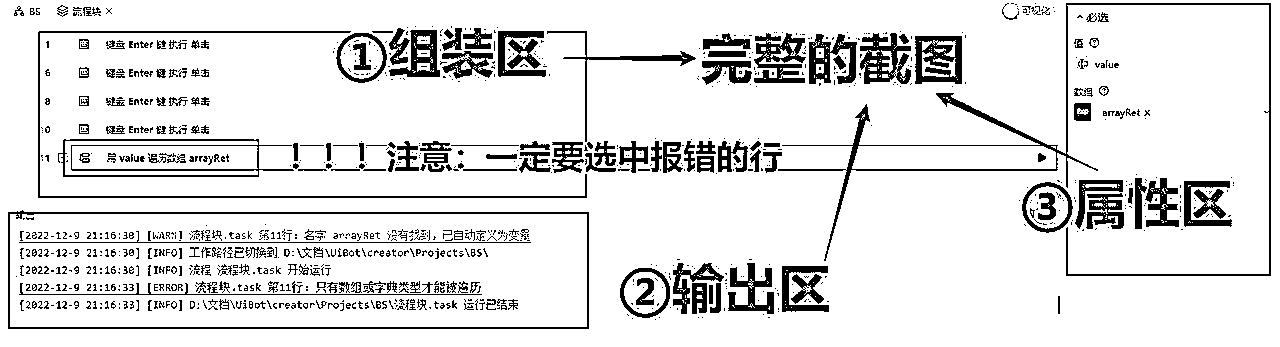 BS 流程块 ×
可视化
1 键盘 Enter 键 执行 单击
6 键盘 Enter 键 执行 单击
8 键盘 Enter 键 执行 单击
键盘 Enter 键 执行 单击
用 value 遍历数组 arrayRet
①组装区
完整的截图
！！！注意：一定要选中报错的行
必选
值
value
数组
Exp arrayRet ×
③属性区
②输出区
输出
[2022-12-9 21:16:30] [WARN] 流程块.task 第11行：名字 arrayRet 没有找到，已自动定义为变量
[2022-12-9 21:16:30] [INFO] 工作路径已切换到 D:\文档\UiBot\creator\Projects\BS\
[2022-12-9 21:16:30] [INFO] 流程 流程块.task 开始运行
[2022-12-9 21:16:33] [ERROR] 流程块.task 第11行：只有数组或字典类型才能被遍历
[2022-12-9 21:16:33] [INFO] D:\文档\UiBot\creator\Projects\BS\流程块.task 运行已结束